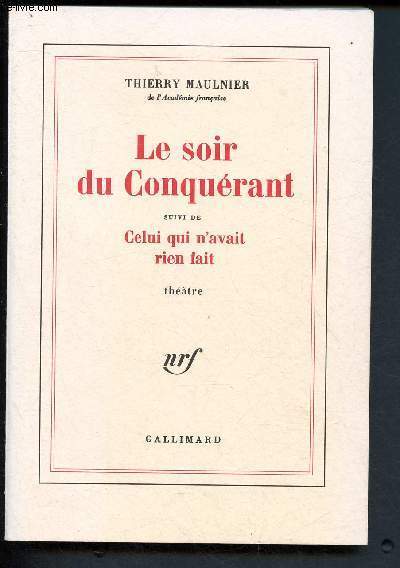 THIERRY MAULNIER
de l'Académie française
Le soir
du Conquérant
SUIVI DE
Celui qui n'avait
rien fait
théâtre
nrf
GALLIMARD